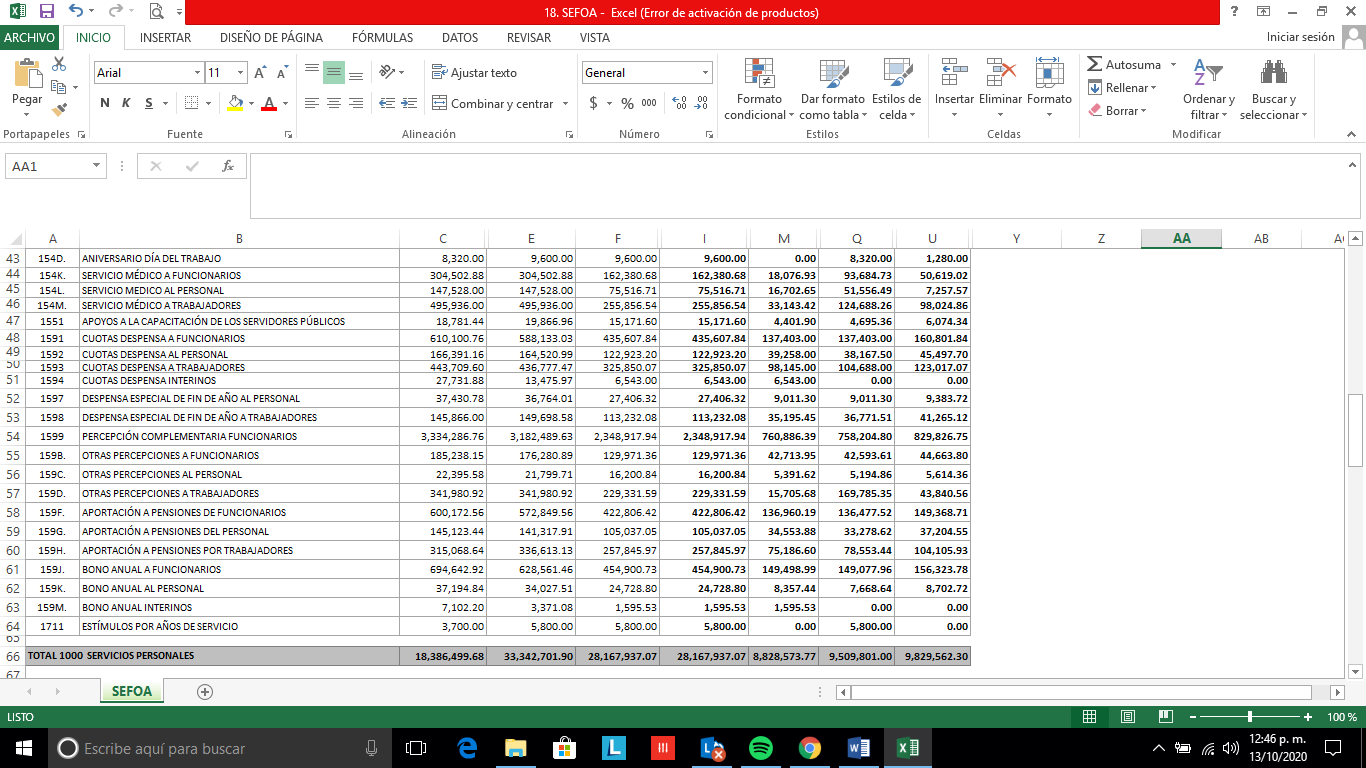 18. SEFOA - Excel (Error de activación de productos)
ARCHIVO INICIO INSERTAR DISEÑO DE PÁGINA FÓRMULAS DATOS REVISAR VISTA Iniciar sesión
Arial 11 Ajustar texto General Autosuma
Pegar Formato condicional Dar formato como tabla Estilos de celda Insertar Eliminar Formato Rellenar Ordenar y filtrar Buscar y seleccionar
N K S Combinar y centrar $ % 000 Borrar
Portapapeles Fuente Alineación Número Estilos Celdas Modificar
AA1
A B C E F I M Q U Y Z AA AB
43 154D. ANIVERSARIO DÍA DEL TRABAJO 8,320.00 9,600.00 9,600.00 9,600.00 0.00 8,320.00 1,280.00
44 154K. SERVICIO MÉDICO A FUNCIONARIOS 304,502.88 304,502.88 162,380.68 162,380.68 18,076.93 93,684.73 50,619.02
45 154L. SERVICIO MEDICO AL PERSONAL 147,528.00 147,528.00 75,516.71 75,516.71 16,702.65 51,556.49 7,257.57
46 154M. SERVICIO MÉDICO A TRABAJADORES 495,936.00 495,936.00 255,856.54 255,856.54 33,143.42 124,688.26 98,024.86
47 1551 APOYOS A LA CAPACITACIÓN DE LOS SERVIDORES PÚBLICOS 18,781.44 19,866.96 15,171.60 15,171.60 4,401.90 4,695.36 6,074.34
48 1591 CUOTAS DESPENSA A FUNCIONARIOS 610,100.76 588,133.03 435,607.84 435,607.84 137,403.00 137,403.00 160,801.84
49 1592 CUOTAS DESPENSA AL PERSONAL 166,391.16 164,520.99 122,923.20 122,923.20 39,258.00 38,167.50 45,497.70
50 1593 CUOTAS DESPENSA A TRABAJADORES 443,709.60 436,777.47 325,850.07 325,850.07 98,145.00 104,688.00 123,017.07
51 1594 CUOTAS DESPENSA INTERINOS 27,731.88 13,475.97 6,543.00 6,543.00 6,543.00 0.00 0.00
52 1597 DESPENSA ESPECIAL DE FIN DE AÑO AL PERSONAL 37,430.78 36,764.01 27,406.32 27,406.32 9,011.30 9,011.30 9,383.72
53 1598 DESPENSA ESPECIAL DE FIN DE AÑO A TRABAJADORES 145,866.00 149,698.58 113,232.08 113,232.08 35,195.45 36,771.51 41,265.12
54 1599 PERCEPCIÓN COMPLEMENTARIA FUNCIONARIOS 3,334,286.76 3,182,489.63 2,348,917.94 2,348,917.94 760,886.39 758,204.80 829,826.75
55 159B. OTRAS PERCEPCIONES A FUNCIONARIOS 185,238.15 176,280.89 129,971.36 129,971.36 42,713.95 42,593.61 44,663.80
56 159C. OTRAS PERCEPCIONES AL PERSONAL 22,395.58 21,799.71 16,200.84 16,200.84 5,391.62 5,194.86 5,614.36
57 159D. OTRAS PERCEPCIONES A TRABAJADORES 341,980.92 341,980.92 229,331.59 229,331.59 15,705.68 169,785.35 43,840.56
58 159F. APORTACIÓN A PENSIONES DE FUNCIONARIOS 600,172.56 572,849.56 422,806.42 422,806.42 136,960.19 136,477.52 149,368.71
59 159G. APORTACIÓN A PENSIONES DEL PERSONAL 145,123.44 141,317.91 105,037.05 105,037.05 34,553.88 33,278.62 37,204.55
60 159H. APORTACIÓN A PENSIONES POR TRABAJADORES 315,068.64 336,613.13 257,845.97 257,845.97 75,186.60 78,553.44 104,105.93
61 159J. BONO ANUAL A FUNCIONARIOS 694,642.92 628,561.46 454,900.73 454,900.73 149,498.99 149,077.96 156,323.78
62 159K. BONO ANUAL AL PERSONAL 37,194.84 34,027.51 24,728.80 24,728.80 8,357.44 7,668.64 8,702.72
63 159M. BONO ANUAL INTERINOS 7,102.20 3,371.08 1,595.53 1,595.53 1,595.53 0.00 0.00
64 1711 ESTÍMULOS POR AÑOS DE SERVICIO 3,700.00 5,800.00 5,800.00 5,800.00 0.00 5,800.00 0.00
65
66 TOTAL 1000 SERVICIOS PERSONALES 18,386,499.68 33,342,701.90 28,167,937.07 28,167,937.07 8,828,573.77 9,509,801.00 9,829,562.30
67
SEFOA
LISTO 100 %
Escribe aquí para buscar 12:46 p. m.
13/10/2020